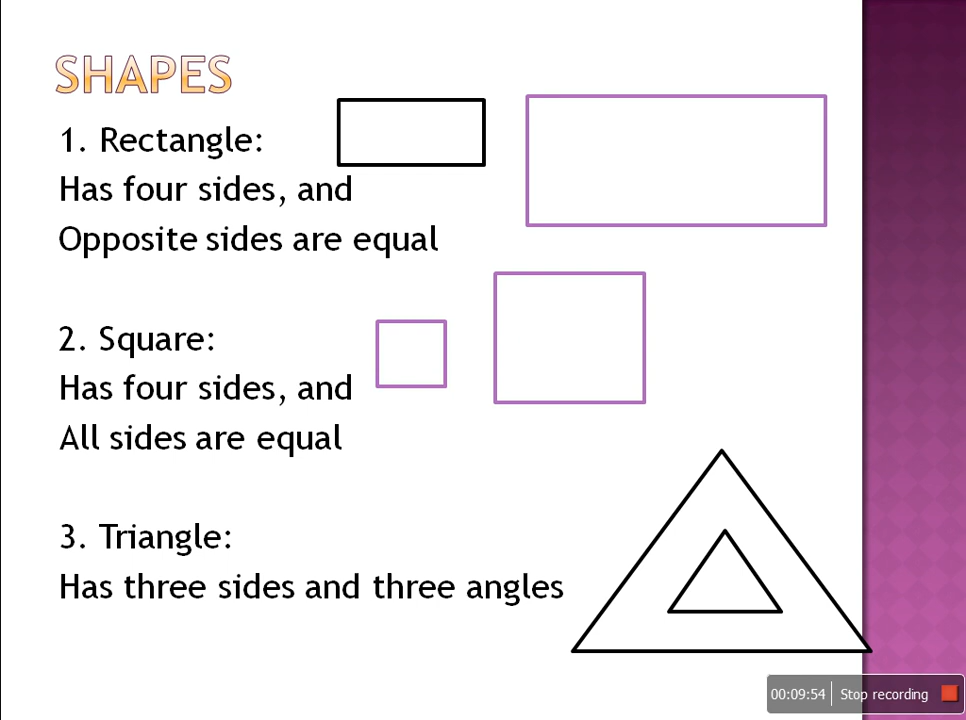 SHAPES
1. Rectangle:
Has four sides, and
Opposite sides are equal
2. Square:
Has four sides, and
All sides are equal
3. Triangle:
Has three sides and three angles
00:09:54 Stop recording